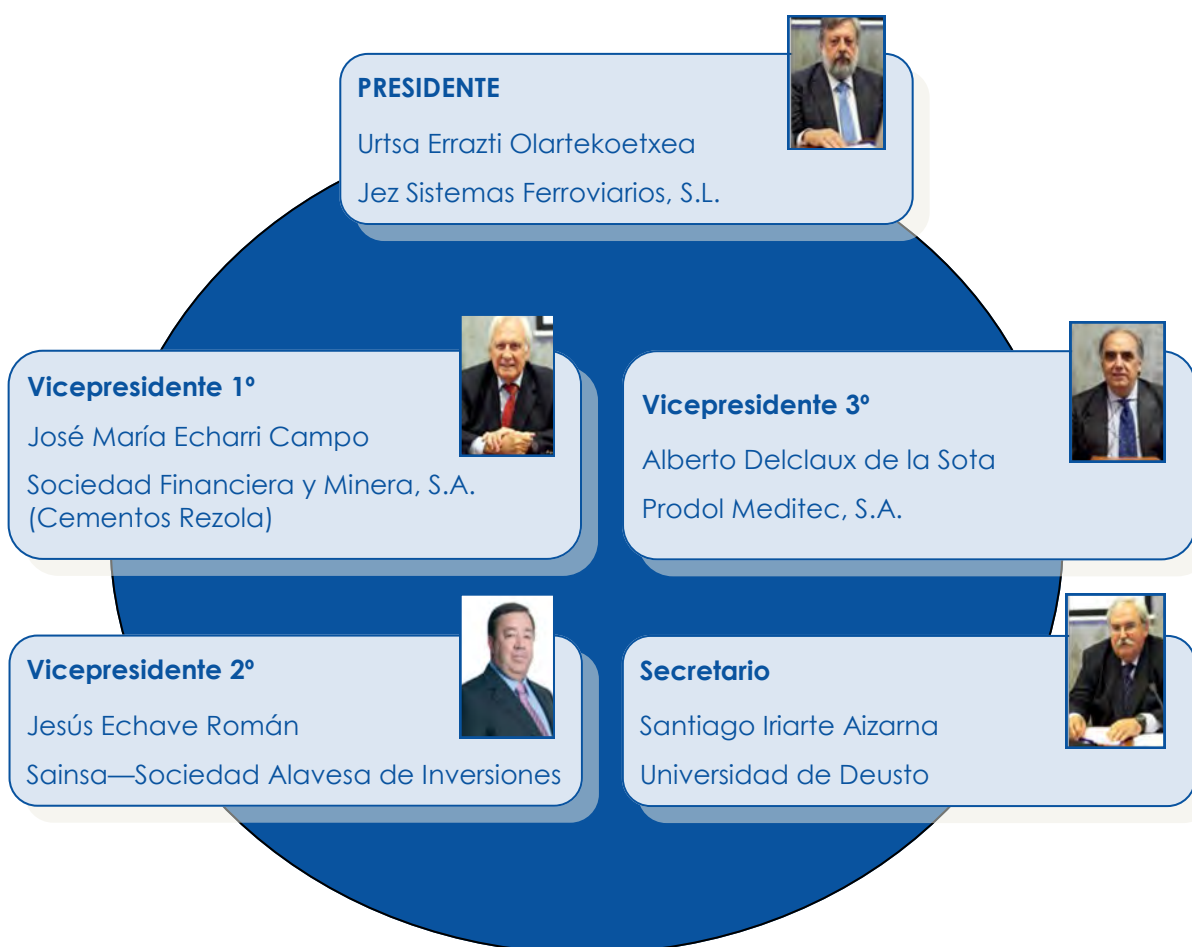 PRESIDENTE
Urtsa Errazti Olartekoetxea
Jez Sistemas Ferroviarios, S.L.
Vicepresidente 1º
José María Echarri Campo
Sociedad Financiera y Minera, S.A.
(Cementos Rezola)
Vicepresidente 3º
Alberto Delclaux de la Sota
Prodol Meditec, S.A.
Vicepresidente 2º
Jesús Echave Román
Sainsa—Sociedad Alavesa de Inversiones
Secretario
Santiago Iriarte Aizarna
Universidad de Deusto